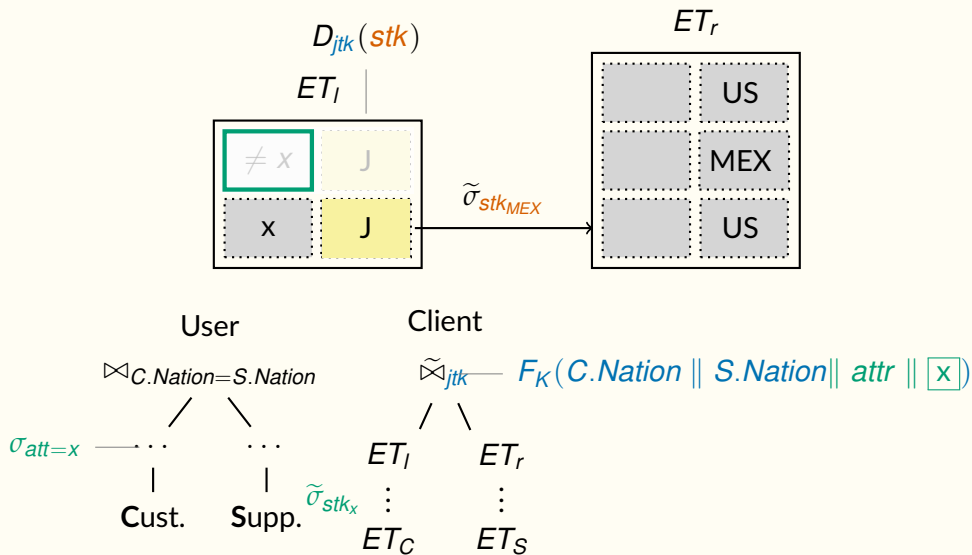 D_jtk(stk)
ET_l
ET_r
≠ x J
x J
σ̃_stk_MEX
US
MEX
US
User
⋈_C.Nation=S.Nation
σ_att=x
· · ·
· · ·
Cust.
Supp.
Client
⋈̃_jtk
F_K(C.Nation ∥ S.Nation∥ attr ∥ x)
ET_l
ET_r
σ̃_stk_x
⋮
⋮
ET_C
ET_S